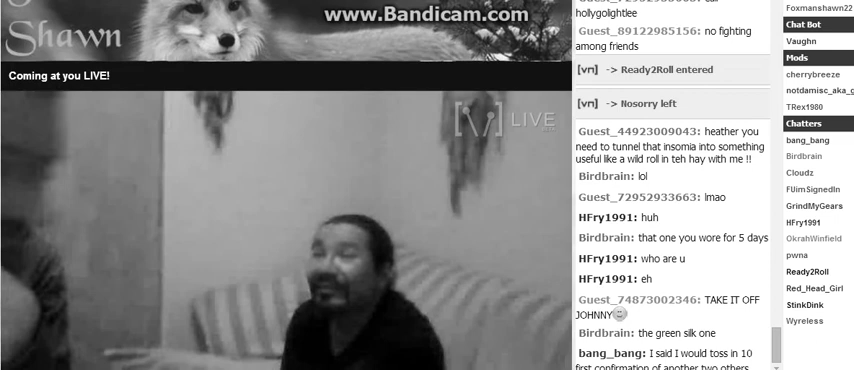 www.Bandicam.com
Shawn
Coming at you LIVE!
LIVE
hollygolightlee
Guest_89122985156: no fighting
among friends
[vn] -> Ready2Roll entered
[vn] -> Nosorry left
Guest_44923009043: heather you
need to tunnel that insomia into something
useful like a wild roll in teh hay with me !!
Birdbrain: lol
Guest_72952933663: lmao
HFry1991: huh
Birdbrain: that one you wore for 5 days
HFry1991: who are u
HFry1991: eh
Guest_74873002346: TAKE IT OFF
JOHNNY
Birdbrain: the green silk one
bang_bang: I said I would toss in 10
first confirmation of another two others
Foxmanshawn22
Chat Bot
Vaughn
Mods
cherrybreeze
notdamisc_aka_g
TRex1980
Chatters
bang_bang
Birdbrain
Cloudz
FUimSignedIn
GrindMyGears
HFry1991
OkrahWinfield
pwna
Ready2Roll
Red_Head_Girl
StinkDink
Wyreless